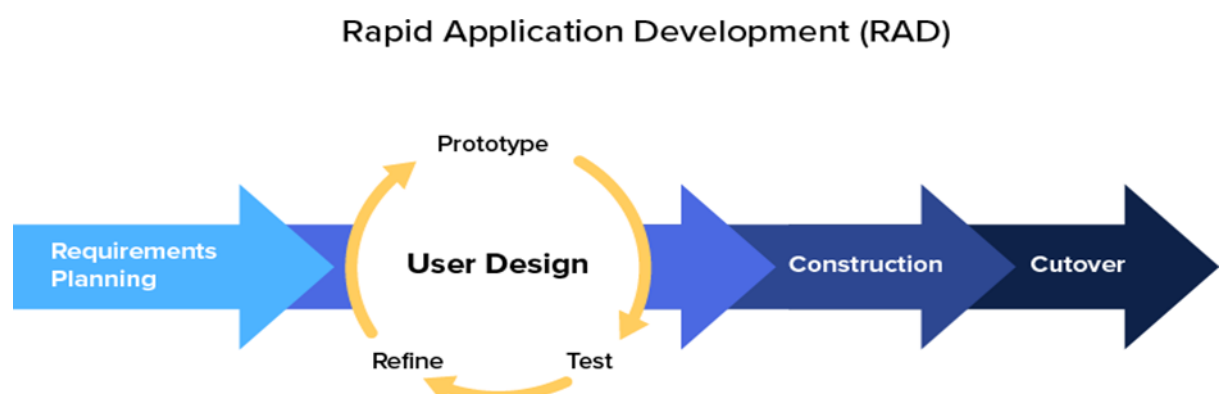 Rapid Application Development (RAD)
Prototype
Requirements
Planning
User Design
Construction
Cutover
Refine
Test